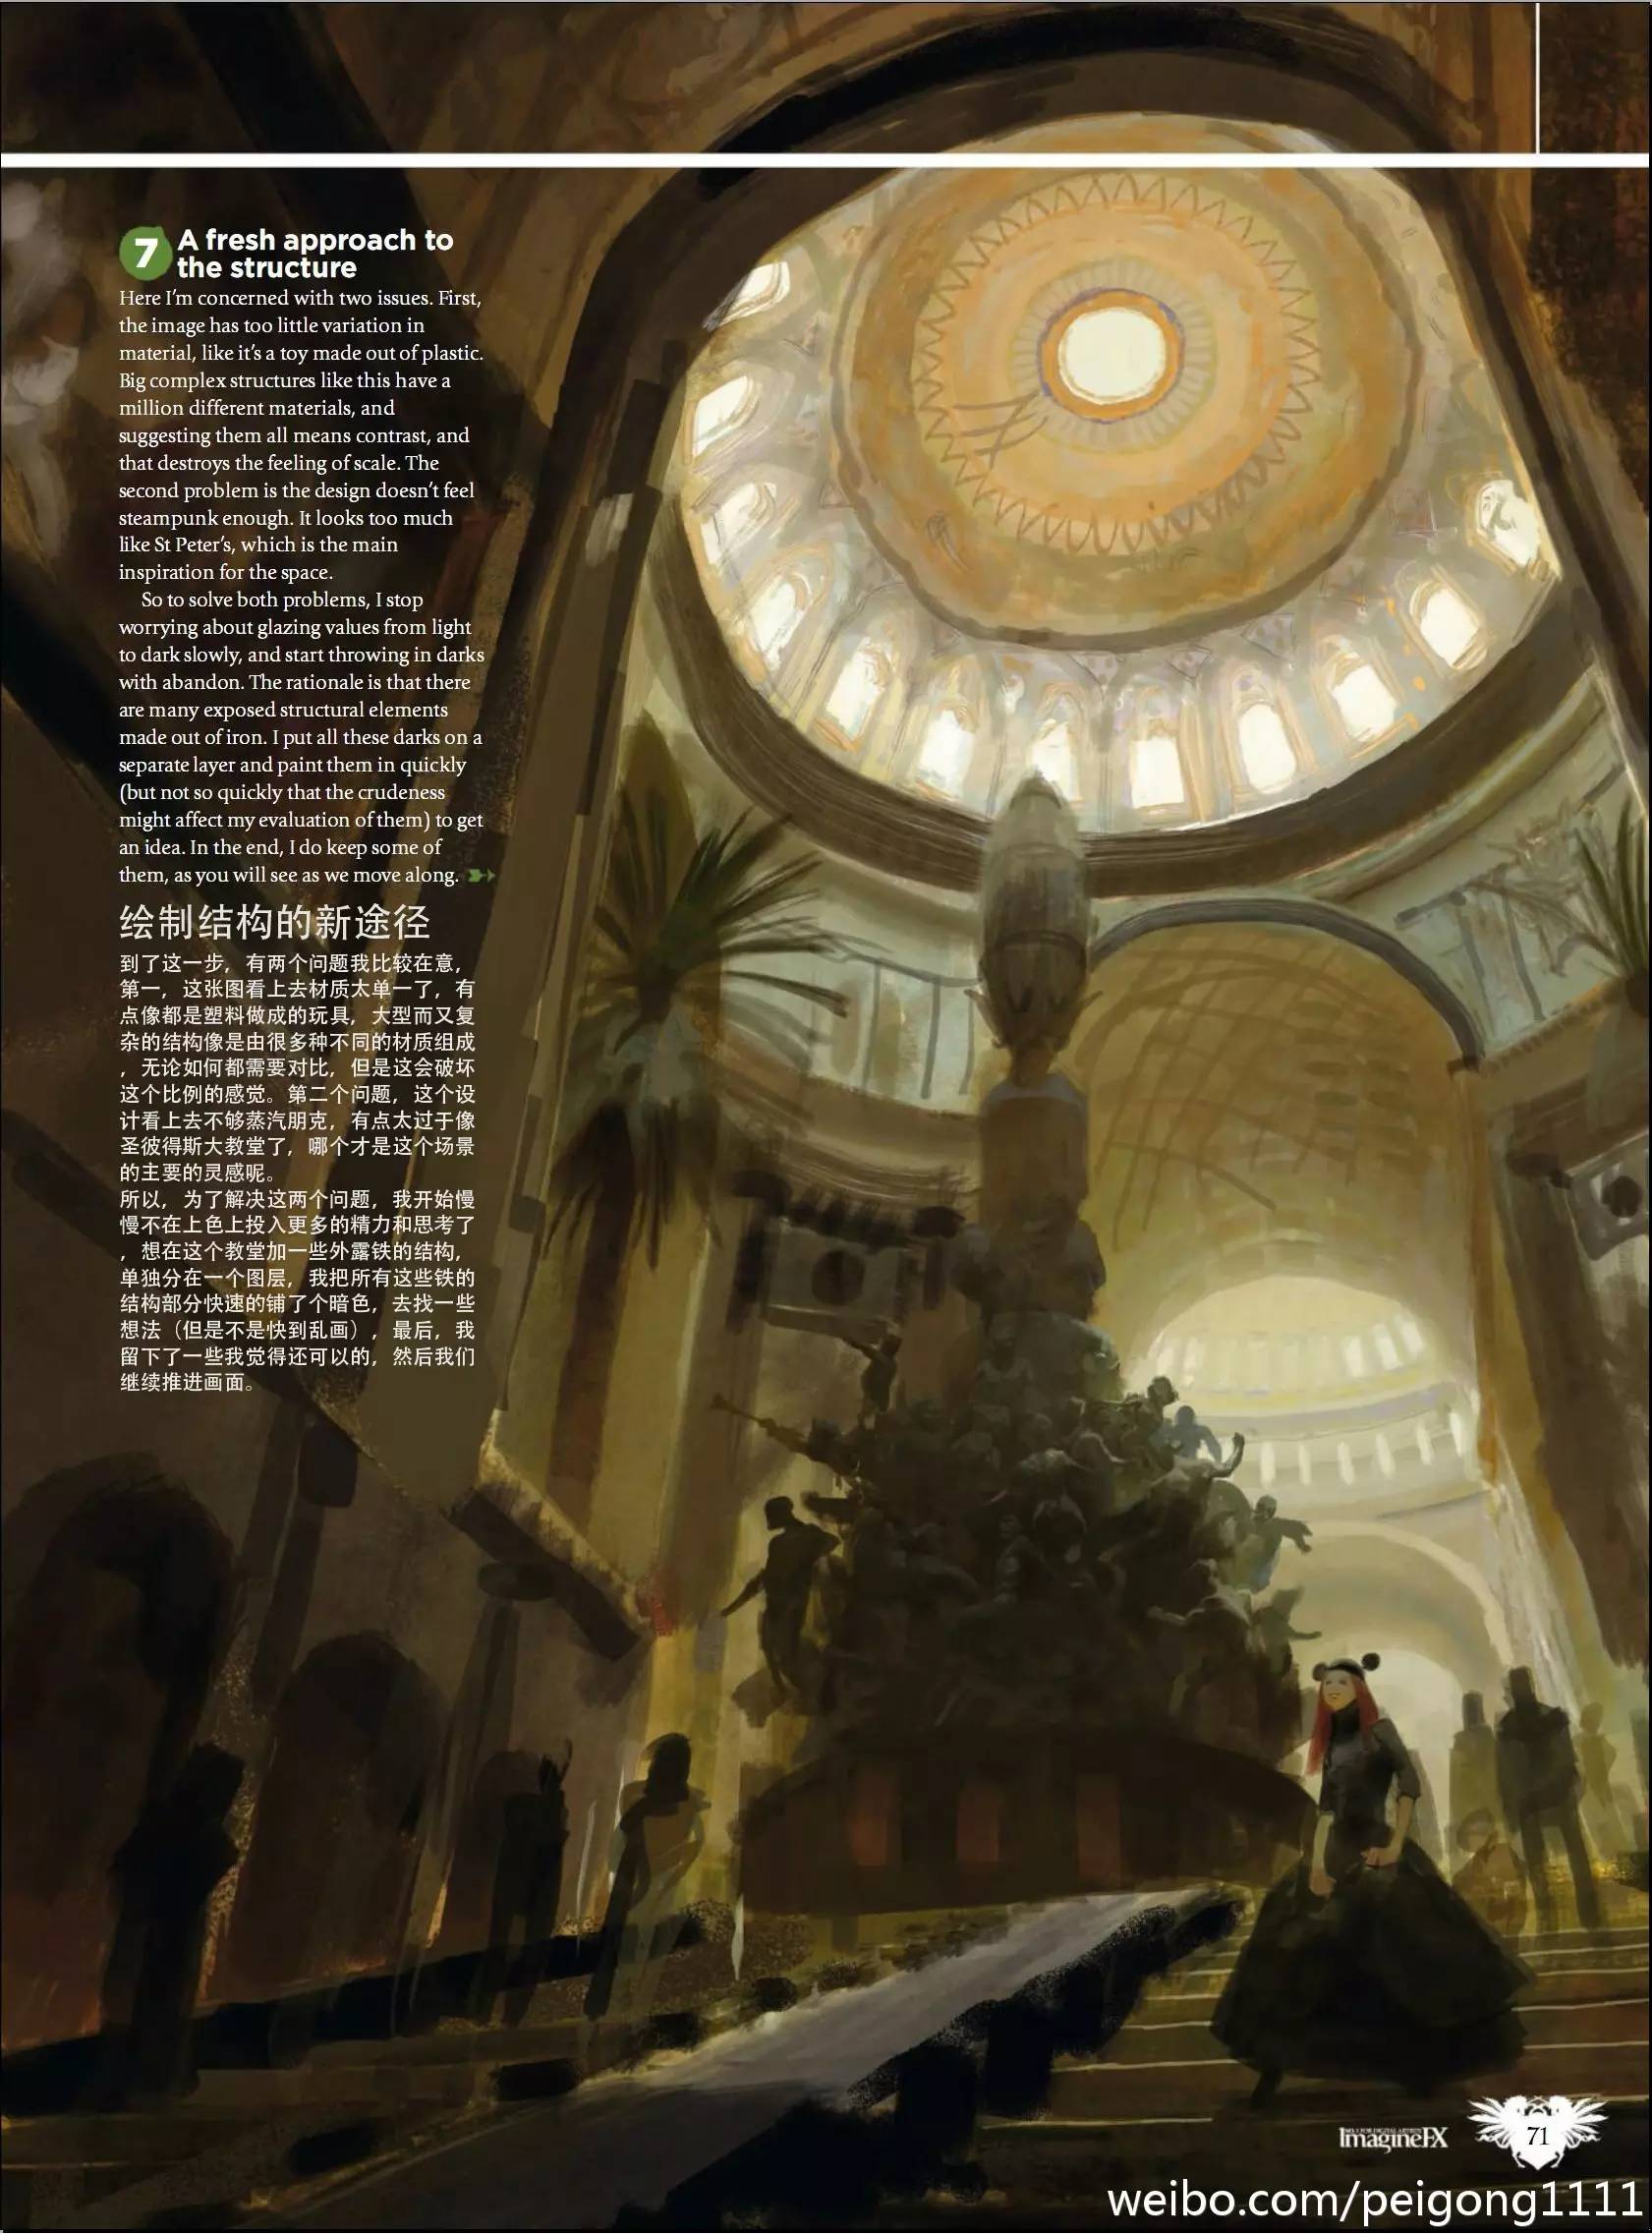 7 A fresh approach to
the structure
Here I'm concerned with two issues. First,
the image has too little variation in
material, like it's a toy made out of plastic.
Big complex structures like this have a
million different materials, and
suggesting them all means contrast, and
that destroys the feeling of scale. The
second problem is the design doesn't feel
steampunk enough. It looks too much
like St Peter's, which is the main
inspiration for the space.
So to solve both problems, I stop
worrying about glazing values from light
to dark slowly, and start throwing in darks
with abandon. The rationale is that there
are many exposed structural elements
made out of iron. I put all these darks on a
separate layer and paint them in quickly
(but not so quickly that the crudeness
might affect my evaluation of them) to get
an idea. In the end, I do keep some of
them, as you will see as we move along.
绘制结构的新途径
到了这一步，有两个问题我比较在意，
第一，这张图看上去材质太单一了，有
点像都是塑料做成的玩具，大型而又复
杂的结构像是由很多种不同的材质组成
，无论如何都需要对比，但是这会破坏
这个比例的感觉。第二个问题，这个设
计看上去不够蒸汽朋克，有点太过于像
圣彼得斯大教堂了，哪个才是这个场景
的主要的灵感呢。
所以，为了解决这两个问题，我开始慢
慢不在上色上投入更多的精力和思考了
，想在这个教堂加一些外露铁的结构，
单独分在一个图层，我把所有这些铁的
结构部分快速的铺了个暗色，去找一些
想法（但是不是快到乱画），最后，我
留下了一些我觉得还可以的，然后我们
继续推进画面。
ImagineFX
71
weibo.com/peigong1111